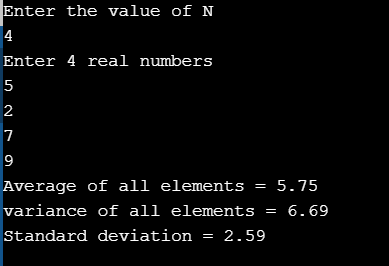 Enter the value of N
4
Enter 4 real numbers
5
2
7
9
Average of all elements = 5.75
variance of all elements = 6.69
Standard deviation = 2.59